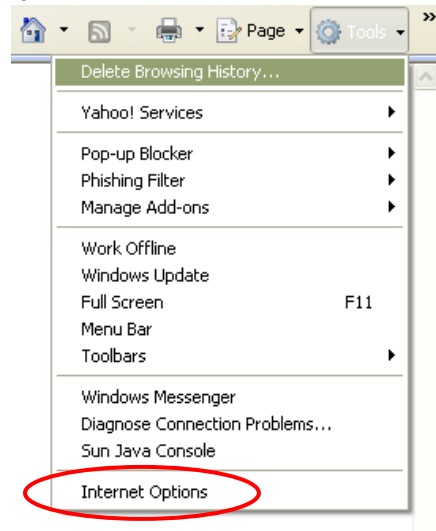 Page Tools »
Delete Browsing History...
Yahoo! Services
Pop-up Blocker
Phishing Filter
Manage Add-ons
Work Offline
Windows Update
Full Screen F11
Menu Bar
Toolbars
Windows Messenger
Diagnose Connection Problems...
Sun Java Console
Internet Options